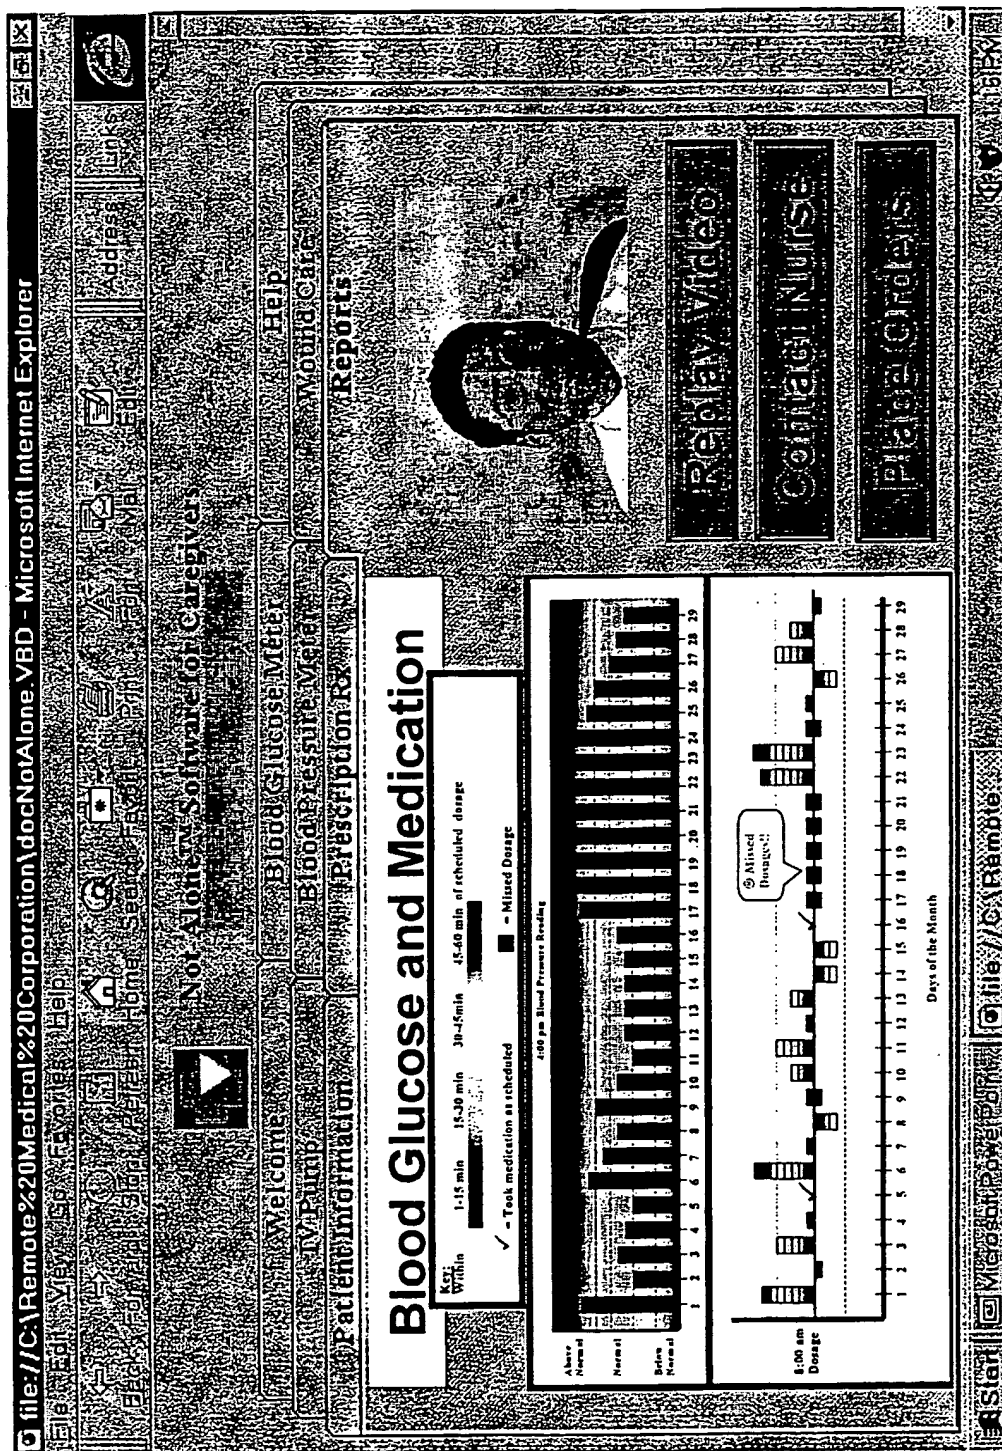 file://C:\Remote%20Medical%20Corporation\docNotAlone.VBD - Microsoft Internet Explorer
File Edit View Go Favorites Help
Back Forward Stop Refresh Home Search Favorit Print Font Mail Edit
Address Links
Not Alone™ Software for Caregivers
Welcome Blood Glucose Meter Help
IV Pump Blood Pressure Meter Wound Care
Patient Information Prescription Rx Reports
Blood Glucose and Medication
Key:
Within 1-15 min 15-30 min 30-45min 45-60 min of scheduled dosage
✓ = Took medication as scheduled ■ = Missed Dosage
4:00 pm Blood Pressure Reading
Above
Normal
Normal
Below
Normal
1 2 3 4 5 6 7 8 9 10 11 12 13 14 15 16 17 18 19 20 21 22 23 24 25 26 27 28 29
Missed
Dosages!!
8:00 am
Dosage
1 2 3 4 5 6 7 8 9 10 11 12 13 14 15 16 17 18 19 20 21 22 23 24 25 26 27 28 29
Days of the Month
Replay Video
Contact Nurse
Place Orders
Start Microsoft PowerPoint file://C:\Remote